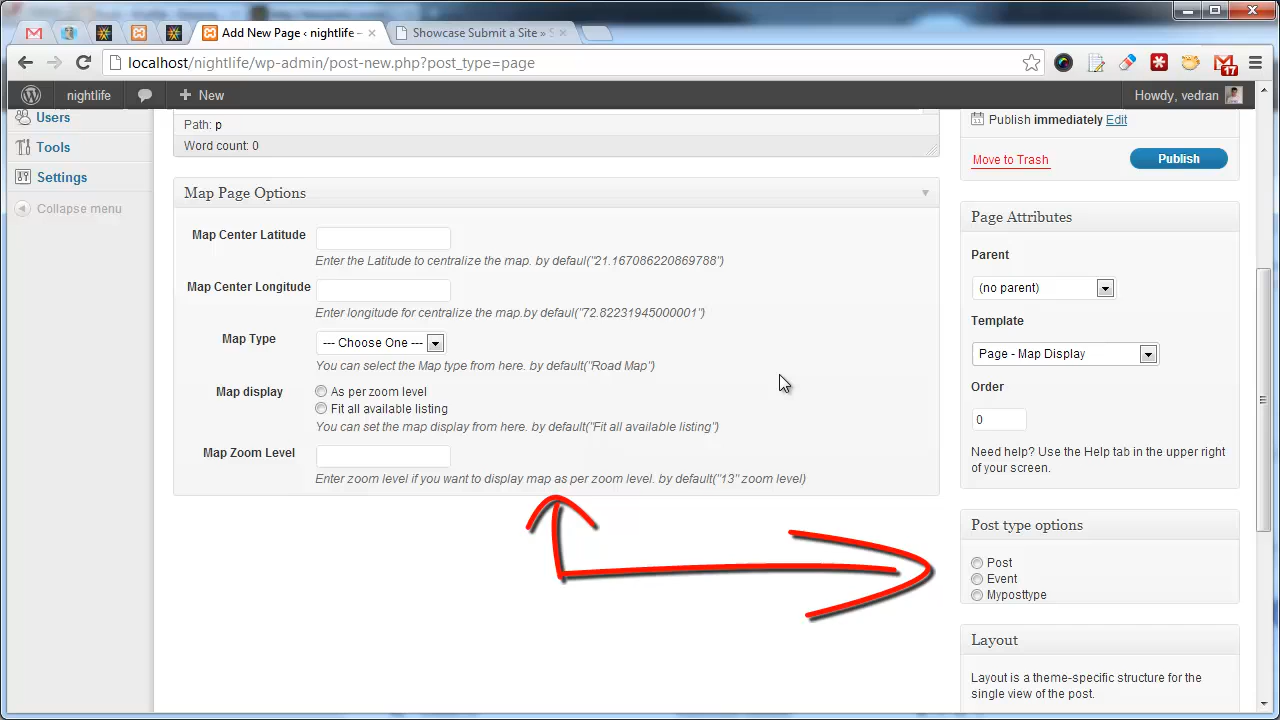 Add New Page ‹ nightlife –
Showcase Submit a Site »
localhost/nightlife/wp-admin/post-new.php?post_type=page
17
nightlife
New
Howdy, vedran
Users
Tools
Settings
Collapse menu
Path: p
Word count: 0
Map Page Options
Map Center Latitude
Enter the Latitude to centralize the map. by defaul("21.167086220869788")
Map Center Longitude
Enter longitude for centralize the map.by defaul("72.82231945000001")
Map Type
--- Choose One ---
You can select the Map type from here. by default("Road Map")
Map display
As per zoom level
Fit all available listing
You can set the map display from here. by default("Fit all available listing")
Map Zoom Level
Enter zoom level if you want to display map as per zoom level. by default("13" zoom level)
Publish immediately Edit
Move to Trash
Publish
Page Attributes
Parent
(no parent)
Template
Page - Map Display
Order
0
Need help? Use the Help tab in the upper right
of your screen.
Post type options
Post
Event
Myposttype
Layout
Layout is a theme-specific structure for the
single view of the post.